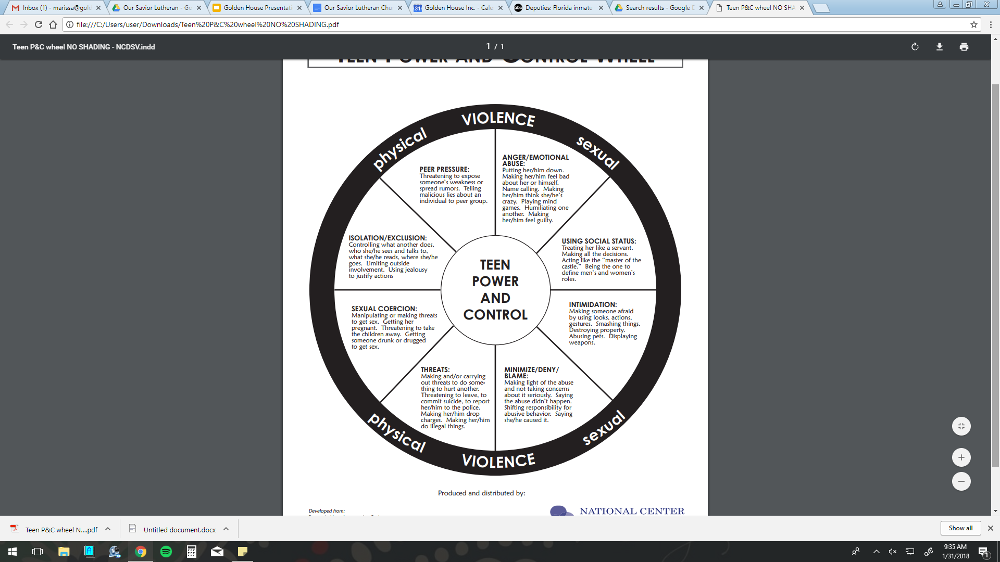 Inbox (1) - marissa@gol
Our Savior Lutheran - Go
Golden House Presentati
Our Savior Lutheran Chu
31
Golden House Inc. - Cale
abc
Deputies: Florida inmate
Search results - Google D
Teen P&C wheel NO SHA
file:///C:/Users/user/Downloads/Teen%20P&C%20wheel%20NO%20SHADING.pdf
Teen P&C wheel NO SHADING - NCDSV.indd
1 / 1
TEEN POWER AND CONTROL WHEEL
VIOLENCE
physical
sexual
PEER PRESSURE:
Threatening to expose
someone's weakness or
spread rumors. Telling
malicious lies about an
individual to peer group.
ANGER/EMOTIONAL
ABUSE:
Putting her/him down.
Making her/him feel bad
about her or himself.
Name calling. Making
her/him think she/he's
crazy. Playing mind
games. Humiliating one
another. Making
her/him feel guilty.
ISOLATION/EXCLUSION:
Controlling what another does,
who she/he sees and talks to,
what she/he reads, where she/he
goes. Limiting outside
involvement. Using jealousy
to justify actions
USING SOCIAL STATUS:
Treating her like a servant.
Making all the decisions.
Acting like the "master of the
castle." Being the one to
define men's and women's
roles.
TEEN
POWER
AND
CONTROL
SEXUAL COERCION:
Manipulating or making threats
to get sex. Getting her
pregnant. Threatening to take
the children away. Getting
someone drunk or drugged
to get sex.
INTIMIDATION:
Making someone afraid
by using looks, actions,
gestures. Smashing things.
Destroying property.
Abusing pets. Displaying
weapons.
THREATS:
Making and/or carrying
out threats to do some-
thing to hurt another.
Threatening to leave, to
commit suicide, to report
her/him to the police.
Making her/him drop
charges. Making her/him
do illegal things.
MINIMIZE/DENY/
BLAME:
Making light of the abuse
and not taking concerns
about it seriously. Saying
the abuse didn't happen.
Shifting responsibility for
abusive behavior. Saying
she/he caused it.
physical
sexual
VIOLENCE
Produced and distributed by:
Developed from:
NATIONAL CENTER
Teen P&C wheel N....pdf
Untitled document.docx
Show all
9:35 AM
1/31/2018
1